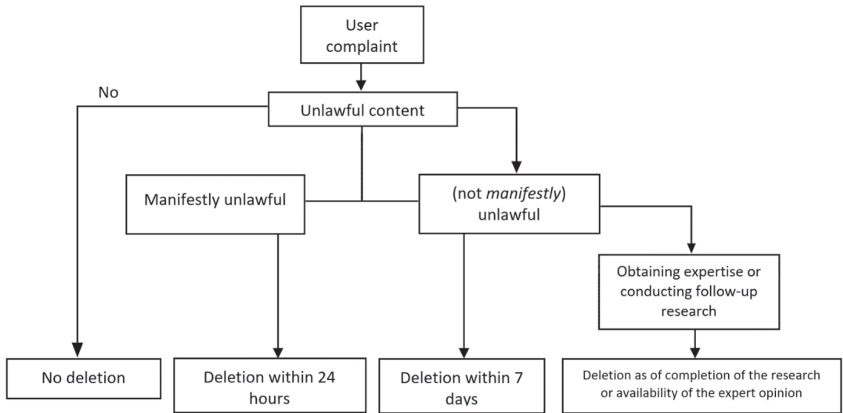 User
complaint
No
Unlawful content
Manifestly unlawful
(not manifestly)
unlawful
Obtaining expertise or
conducting follow-up
research
No deletion
Deletion within 24
hours
Deletion within 7
days
Deletion as of completion of the research
or availability of the expert opinion